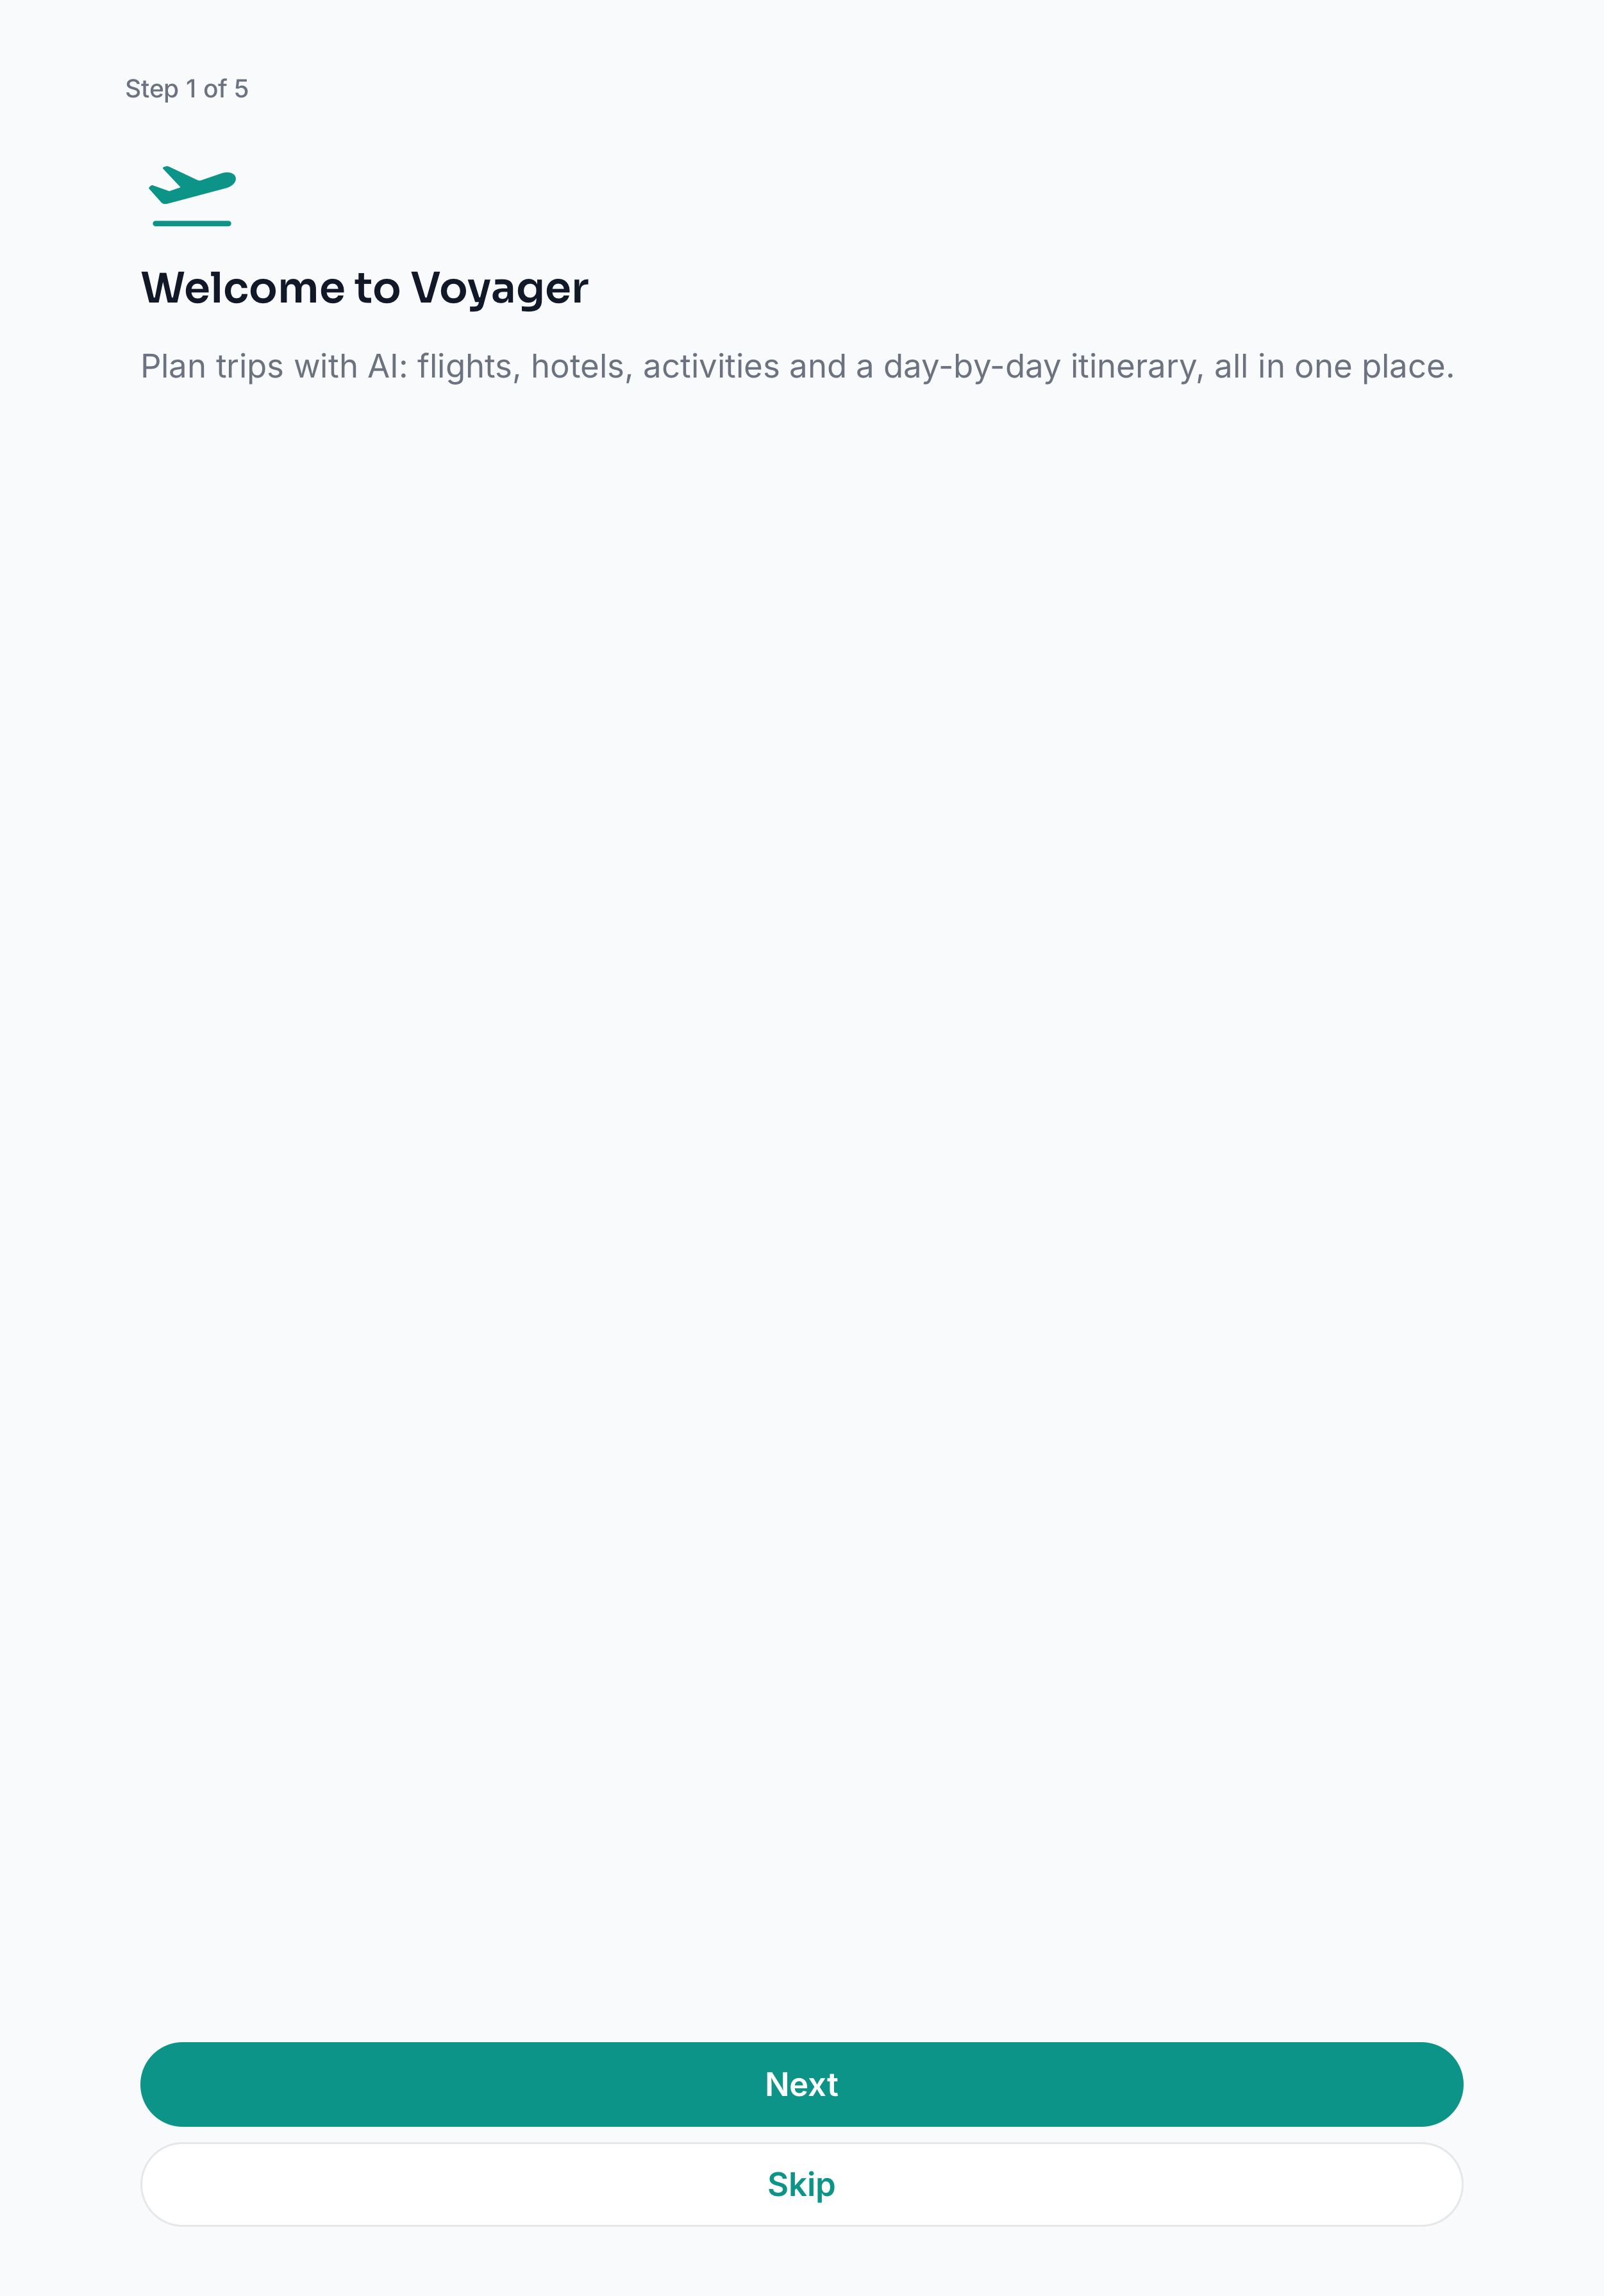 Step 1 of 5
Welcome to Voyager
Plan trips with AI: flights, hotels, activities and a day-by-day itinerary, all in one place.
Next
Skip